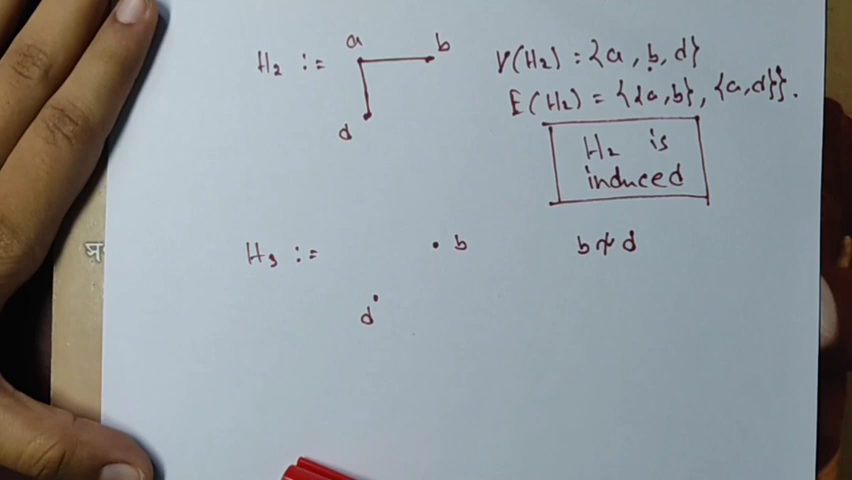 H₂ :=
a
b
d
V(H₂) = {a, b, d}
E(H₂) = {{a,b}, {a,d}}.
H₂ is
induced
H₃ :=
b
d
b ≁ d